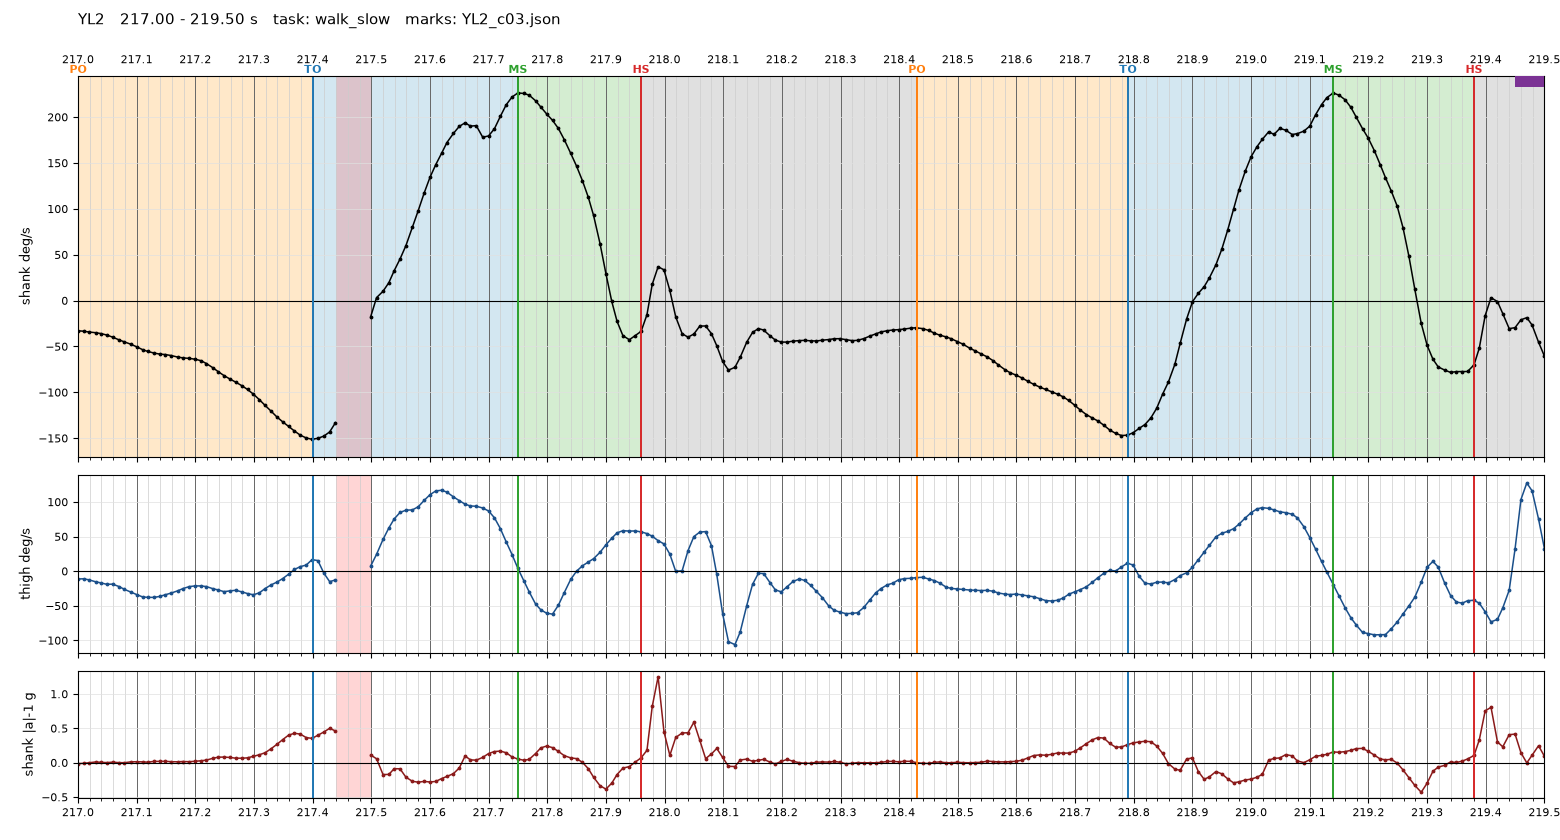 YL2   217.00 - 219.50 s   task: walk_slow   marks: YL2_c03.json
217.0 217.1 217.2 217.3 217.4 217.5 217.6 217.7 217.8 217.9 218.0 218.1 218.2 218.3 218.4 218.5 218.6 218.7 218.8 218.9 219.0 219.1 219.2 219.3 219.4 219.5
PO TO MS HS PO TO MS HS
shank deg/s
200
150
100
50
0
−50
−100
−150
thigh deg/s
100
50
0
−50
−100
shank |a|-1 g
1.0
0.5
0.0
−0.5
217.0 217.1 217.2 217.3 217.4 217.5 217.6 217.7 217.8 217.9 218.0 218.1 218.2 218.3 218.4 218.5 218.6 218.7 218.8 218.9 219.0 219.1 219.2 219.3 219.4 219.5